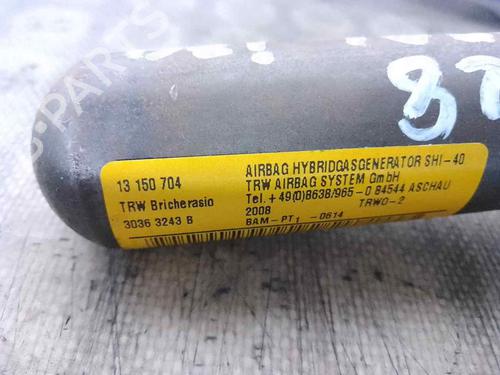 13 150 704
TRW Bricherasio
3036 3243 B
AIRBAG HYBRIDGASGENERATOR SHI-40
TRW AIRBAG SYSTEM GmbH
Tel. +49(0)8638/965-0 84544 ASCHAU
2008 TRWO-2
BAM-PT1 -0614